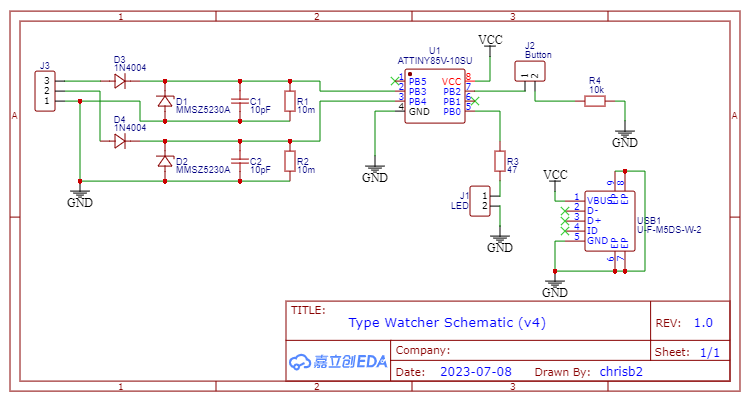 1
2
3
A
A
J3
3
2
1
D3
1N4004
D1
MMSZ5230A
C1
10pF
R1
10m
D4
1N4004
D2
MMSZ5230A
C2
10pF
R2
10m
GND
U1
ATTINY85V-10SU
1
PB5
2
PB3
3
PB4
4
GND
VCC
8
PB2
7
PB1
6
PB0
5
GND
VCC
J2
Button
1
2
R4
10k
GND
R3
47
J1
LED
1
2
GND
VCC
1
VBUS
2
D-
3
D+
4
ID
5
GND
9
EP
8
EP
6
EP
7
EP
USB1
U-F-M5DS-W-2
GND
TITLE:
Type Watcher Schematic (v4)
REV: 1.0
嘉立创EDA
Company:
Sheet: 1/1
Date: 2023-07-08 Drawn By: chrisb2
1
2
3